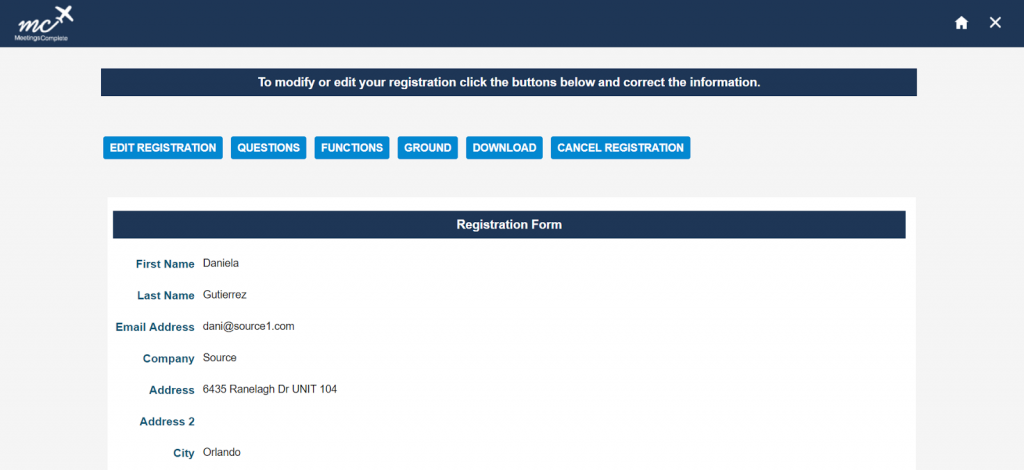 mc
MeetingsComplete
To modify or edit your registration click the buttons below and correct the information.
EDIT REGISTRATION QUESTIONS FUNCTIONS GROUND DOWNLOAD CANCEL REGISTRATION
Registration Form
First Name Daniela
Last Name Gutierrez
Email Address dani@source1.com
Company Source
Address 6435 Ranelagh Dr UNIT 104
Address 2
City Orlando